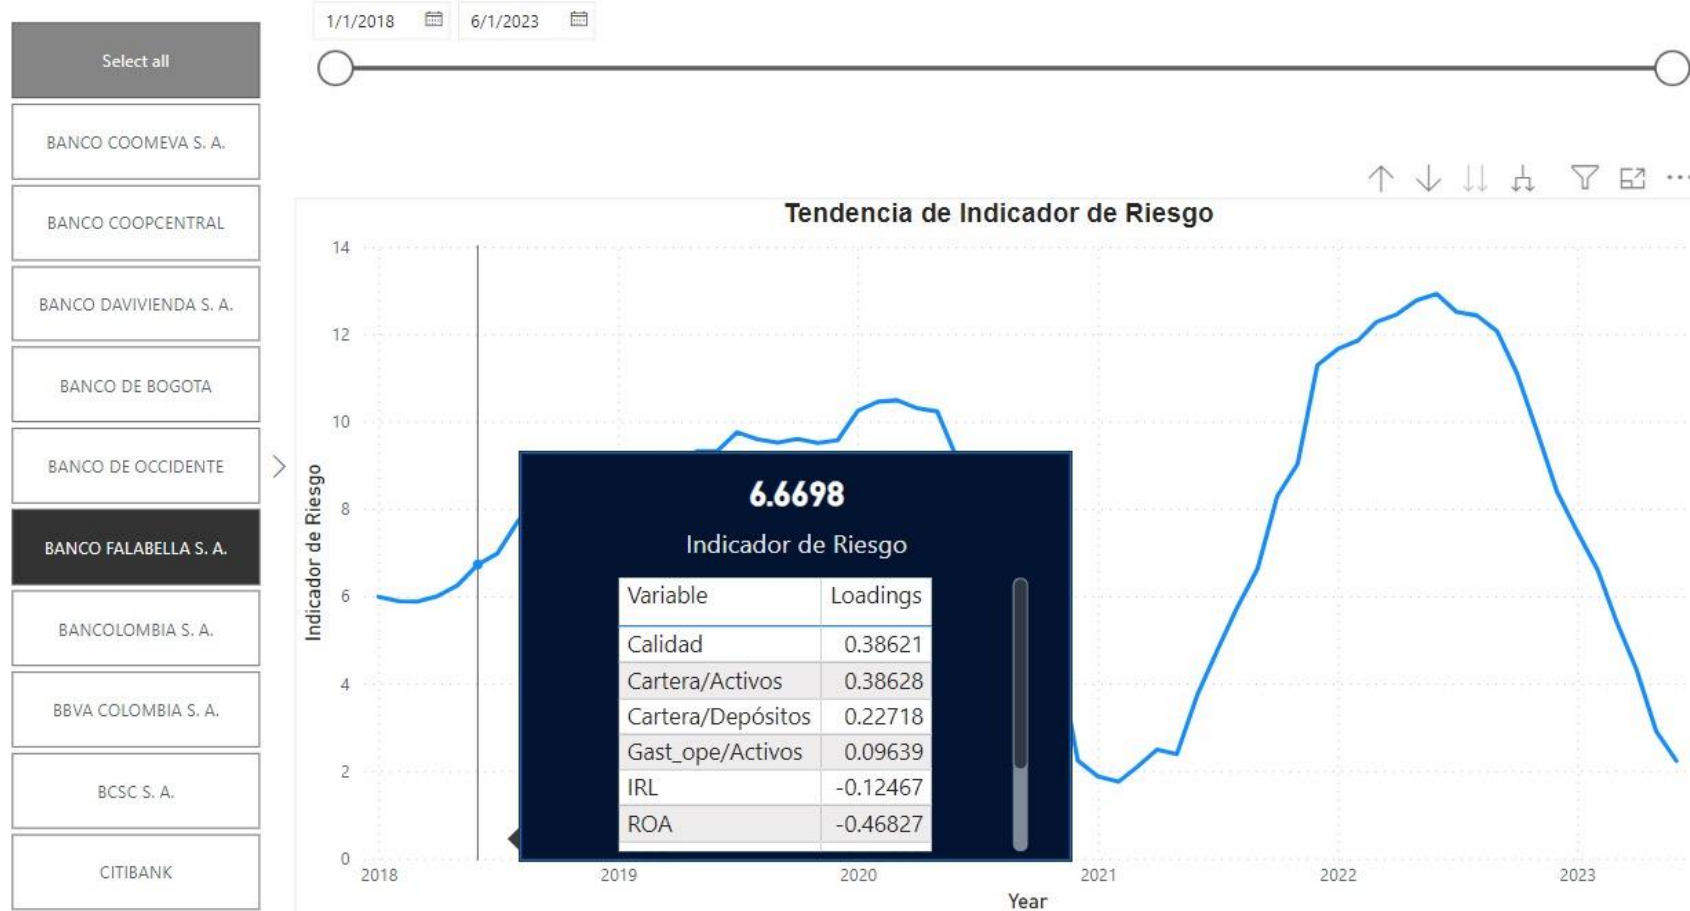 1/1/2018 6/1/2023
Select all
BANCO COOMEVA S. A.
BANCO COOPCENTRAL
BANCO DAVIVIENDA S. A.
BANCO DE BOGOTA
BANCO DE OCCIDENTE
BANCO FALABELLA S. A.
BANCOLOMBIA S. A.
BBVA COLOMBIA S. A.
BCSC S. A.
CITIBANK
Tendencia de Indicador de Riesgo
Indicador de Riesgo
14
12
10
8
6
4
2
0
6.6698
Indicador de Riesgo
Variable Loadings
Calidad 0.38621
Cartera/Activos 0.38628
Cartera/Depósitos 0.22718
Gast_ope/Activos 0.09639
IRL -0.12467
ROA -0.46827
2018 2019 2020 2021 2022 2023
Year